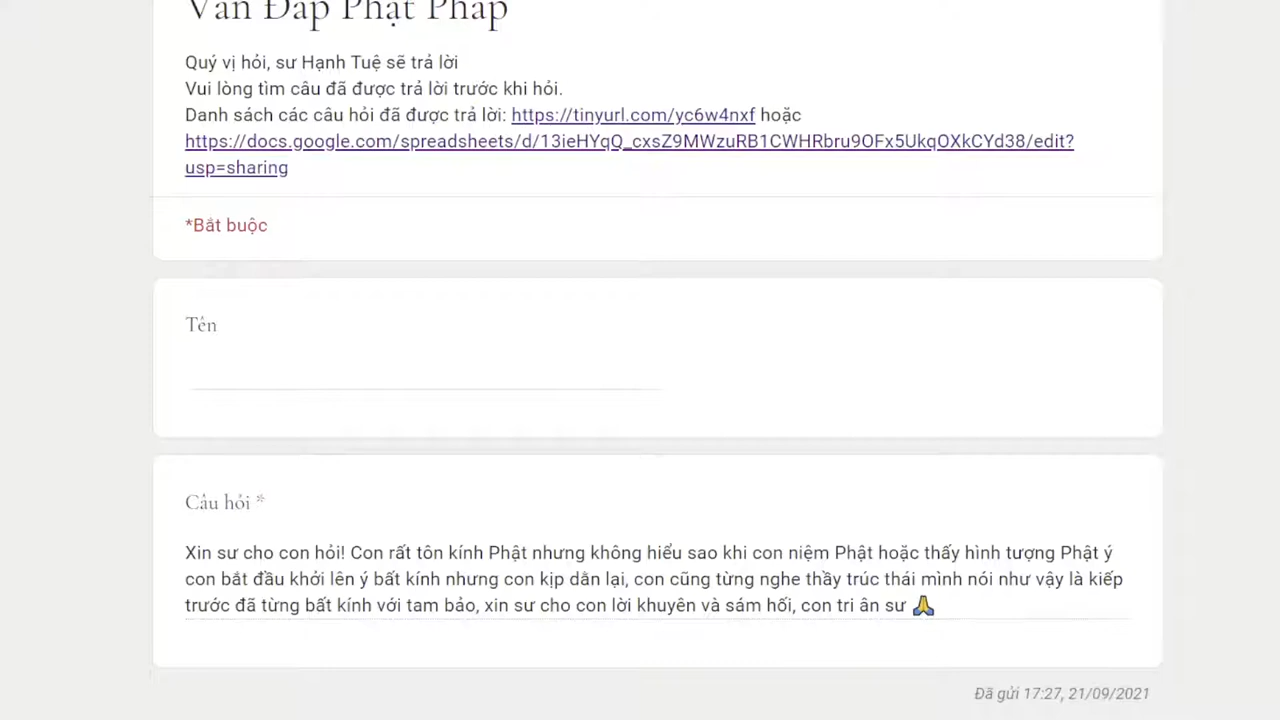 Vấn Đáp Phật Pháp
Quý vị hỏi, sư Hạnh Tuệ sẽ trả lời
Vui lòng tìm câu đã được trả lời trước khi hỏi.
Danh sách các câu hỏi đã được trả lời: https://tinyurl.com/yc6w4nxf hoặc
https://docs.google.com/spreadsheets/d/13ieHYqQ_cxsZ9MWzuRB1CWHRbru9OFx5UkqOXkCYd38/edit?
usp=sharing
*Bắt buộc
Tên
Câu hỏi *
Xin sư cho con hỏi! Con rất tôn kính Phật nhưng không hiểu sao khi con niệm Phật hoặc thấy hình tượng Phật ý
con bắt đầu khởi lên ý bất kính nhưng con kịp dằn lại, con cũng từng nghe thầy trúc thái mình nói như vậy là kiếp
trước đã từng bất kính với tam bảo, xin sư cho con lời khuyên và sám hối, con tri ân sư 🙏
Đã gửi 17:27, 21/09/2021